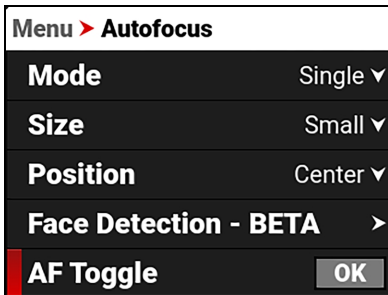 Menu > Autofocus
Mode Single
Size Small
Position Center
Face Detection - BETA >
AF Toggle OK